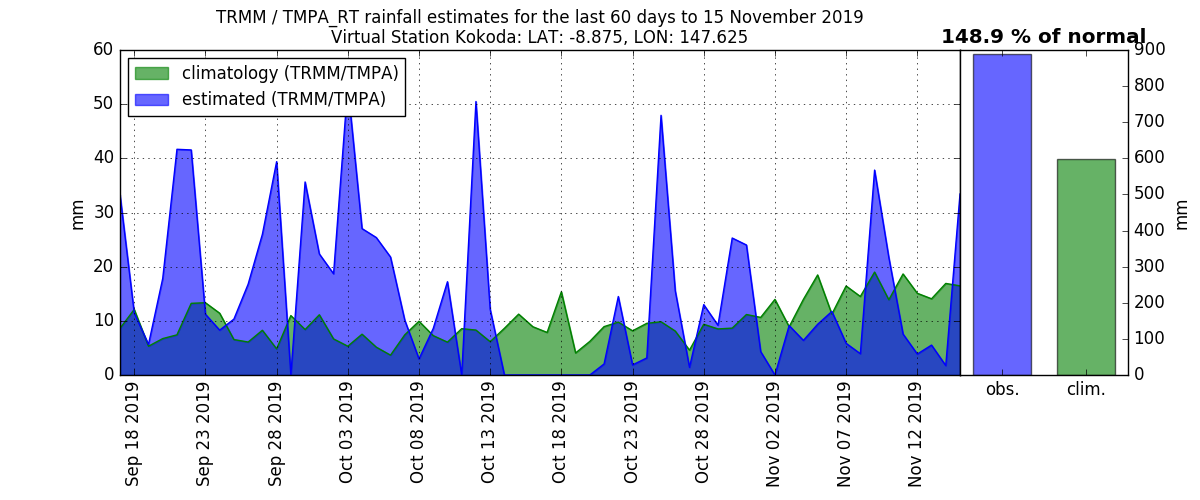 TRMM / TMPA_RT rainfall estimates for the last 60 days to 15 November 2019
Virtual Station Kokoda: LAT: -8.875, LON: 147.625
148.9 % of normal
climatology (TRMM/TMPA)
estimated (TRMM/TMPA)
60
50
40
30
20
10
0
mm
Sep 18 2019
Sep 23 2019
Sep 28 2019
Oct 03 2019
Oct 08 2019
Oct 13 2019
Oct 18 2019
Oct 23 2019
Oct 28 2019
Nov 02 2019
Nov 07 2019
Nov 12 2019
obs.
clim.
900
800
700
600
500
400
300
200
100
0
mm